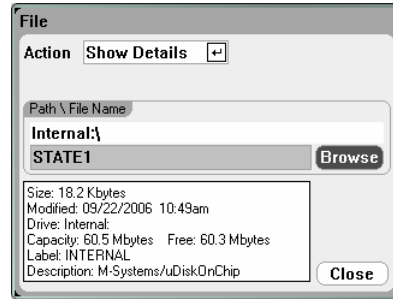 File
Action Show Details
Path \ File Name
Internal:\
STATE1 Browse
Size: 18.2 Kbytes
Modified: 09/22/2006 10:49am
Drive: Internal:
Capacity: 60.5 Mbytes Free: 60.3 Mbytes
Label: INTERNAL
Description: M-Systems/uDiskOnChip
Close